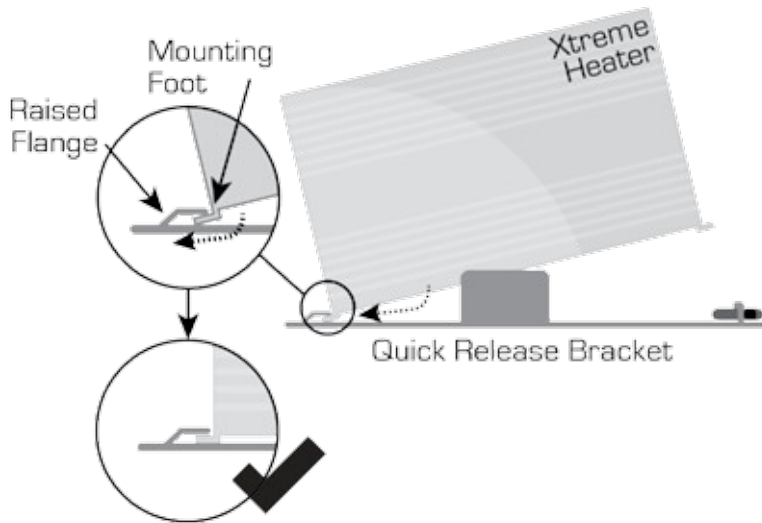 Mounting
Foot
Raised
Flange
Xtreme
Heater
Quick Release Bracket